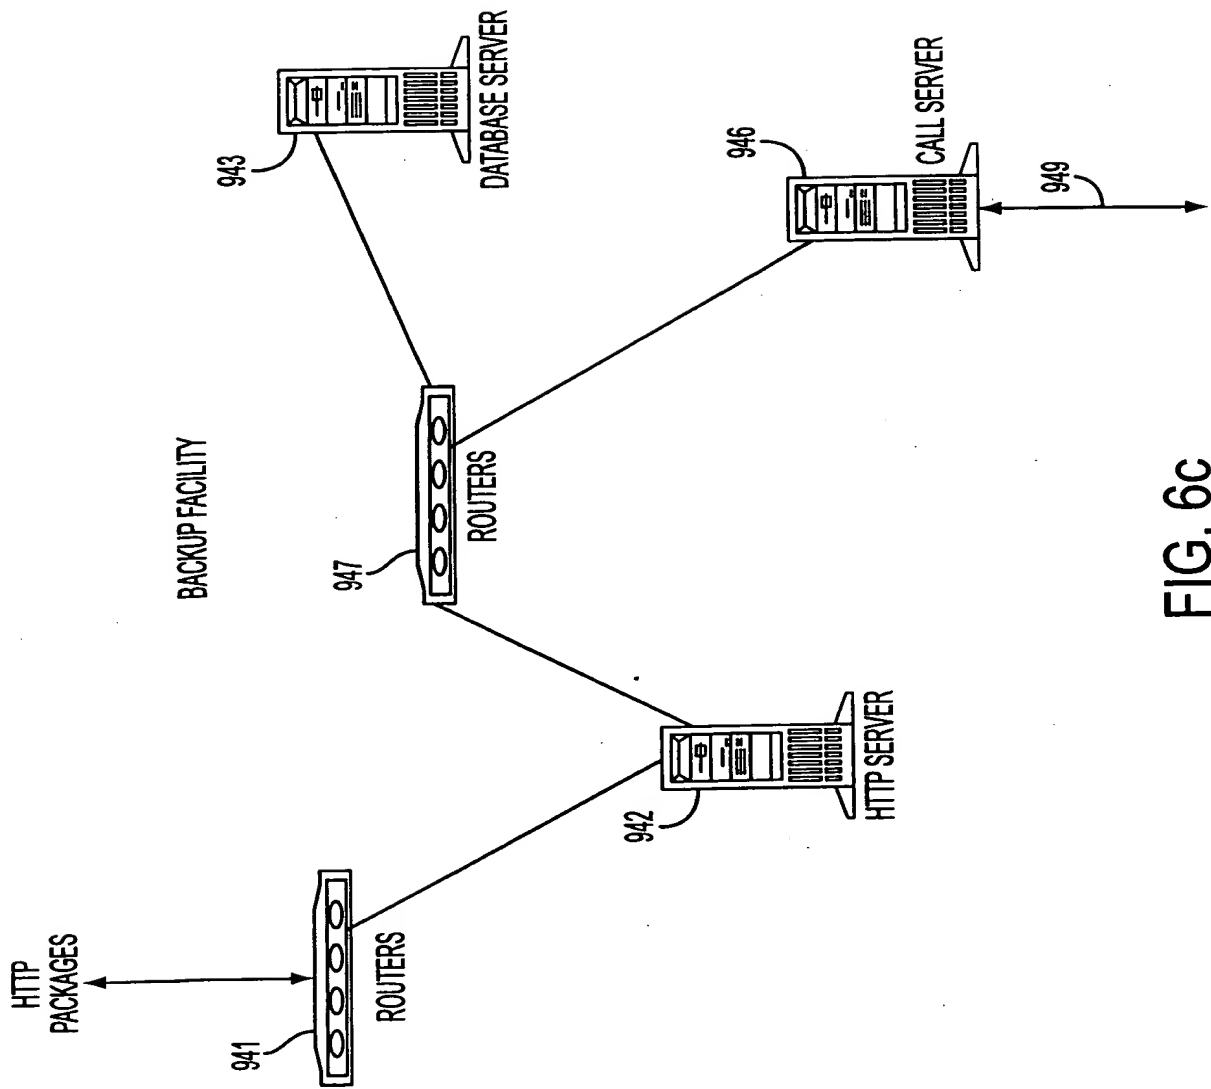 BACKUP FACILITY
HTTP
PACKAGES
941
ROUTERS
942
HTTP SERVER
947
ROUTERS
943
DATABASE SERVER
946
CALL SERVER
949
FIG. 6c